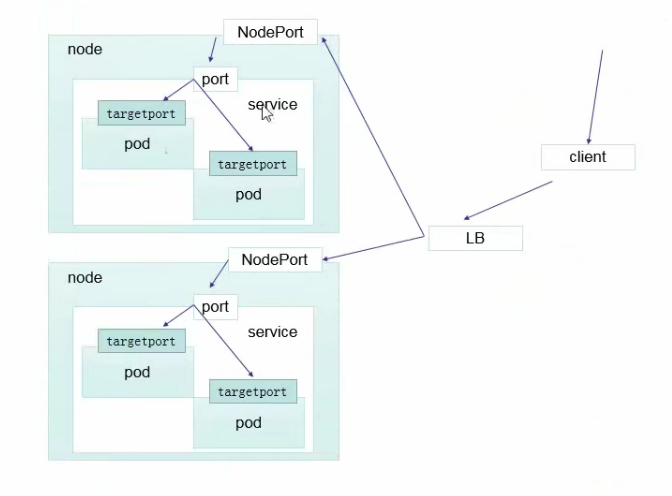 NodePort
node
port
service
targetport
pod
targetport
pod
client
LB
NodePort
node
port
service
targetport
pod
targetport
pod